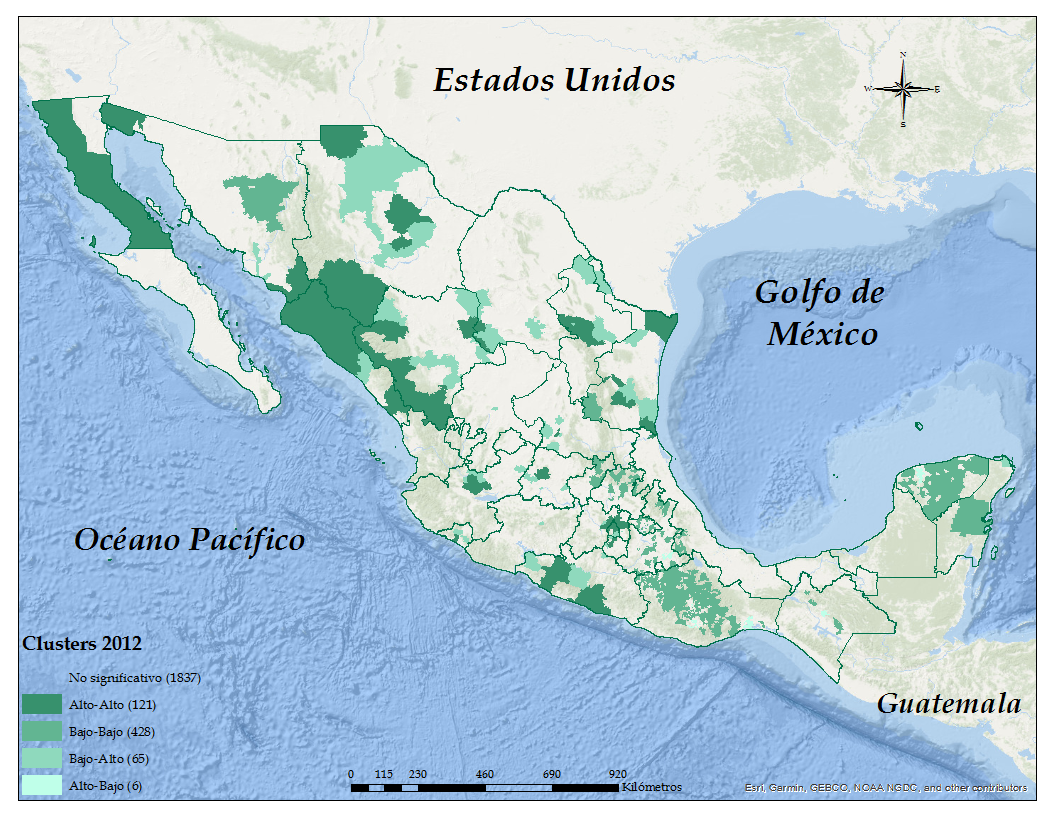 Estados Unidos
N
W E
S
Golfo de
México
Océano Pacífico
Guatemala
Clusters 2012
No significativo (1837)
Alto-Alto (121)
Bajo-Bajo (428)
Bajo-Alto (65)
Alto-Bajo (6)
0 115 230 460 690 920
Kilómetros
Esri, Garmin, GEBCO, NOAA NGDC, and other contributors